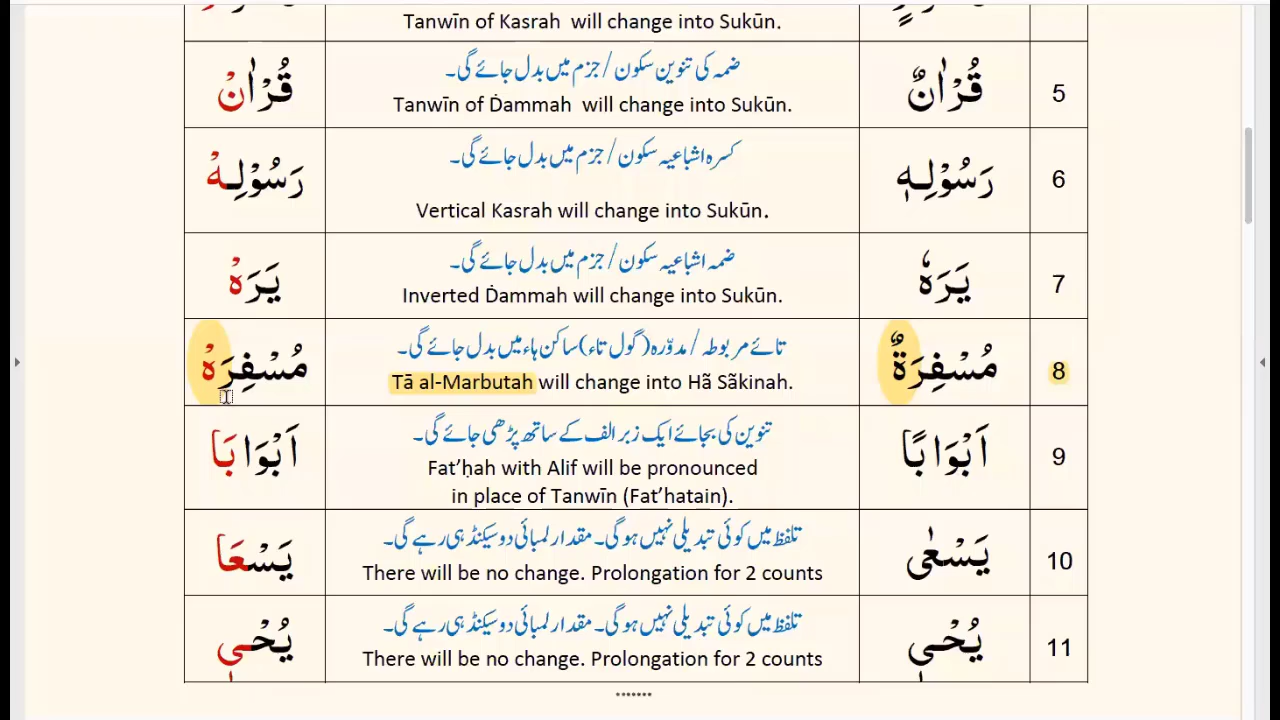 Tanwīn of Kasrah will change into Sukūn.
5
قُرْاٰنٌ
ضمہ کی تنوین سکون / جزم میں بدل جائے گی۔
Tanwīn of Ḋammah will change into Sukūn.
قُرْاٰنْ
6
رَسُوْلِـهٖ
کسرہ اشباعیہ سکون / جزم میں بدل جائے گی۔
Vertical Kasrah will change into Sukūn.
رَسُوْلِـهْ
7
يَرَهٗ
ضمہ اشباعیہ سکون / جزم میں بدل جائے گی۔
Inverted Ḋammah will change into Sukūn.
يَرَهْ
8
مُسْفِرَةٌ
تائے مربوطہ / مدوّرہ (گول تاء) ساکن ہاء میں بدل جائے گی۔
Tā al-Marbutah will change into Hā̃ Sā̃kinah.
مُسْفِرَهْ
9
اَبْوَابًا
تنوین کی بجائے ایک زبر الف کے ساتھ پڑھی جائے گی۔
Fat’ḥah with Alif will be pronounced
in place of Tanwīn (Fat’hatain).
اَبْوَابَا
10
يَسْعٰى
تلفظ میں کوئی تبدیلی نہیں ہوگی۔ مقدار لمبائی دو سیکنڈ ہی رہے گی۔
There will be no change. Prolongation for 2 counts
يَسْعَا
11
يُحْيٖ
تلفظ میں کوئی تبدیلی نہیں ہوگی۔ مقدار لمبائی دو سیکنڈ ہی رہے گی۔
There will be no change. Prolongation for 2 counts
يُحْيٖ